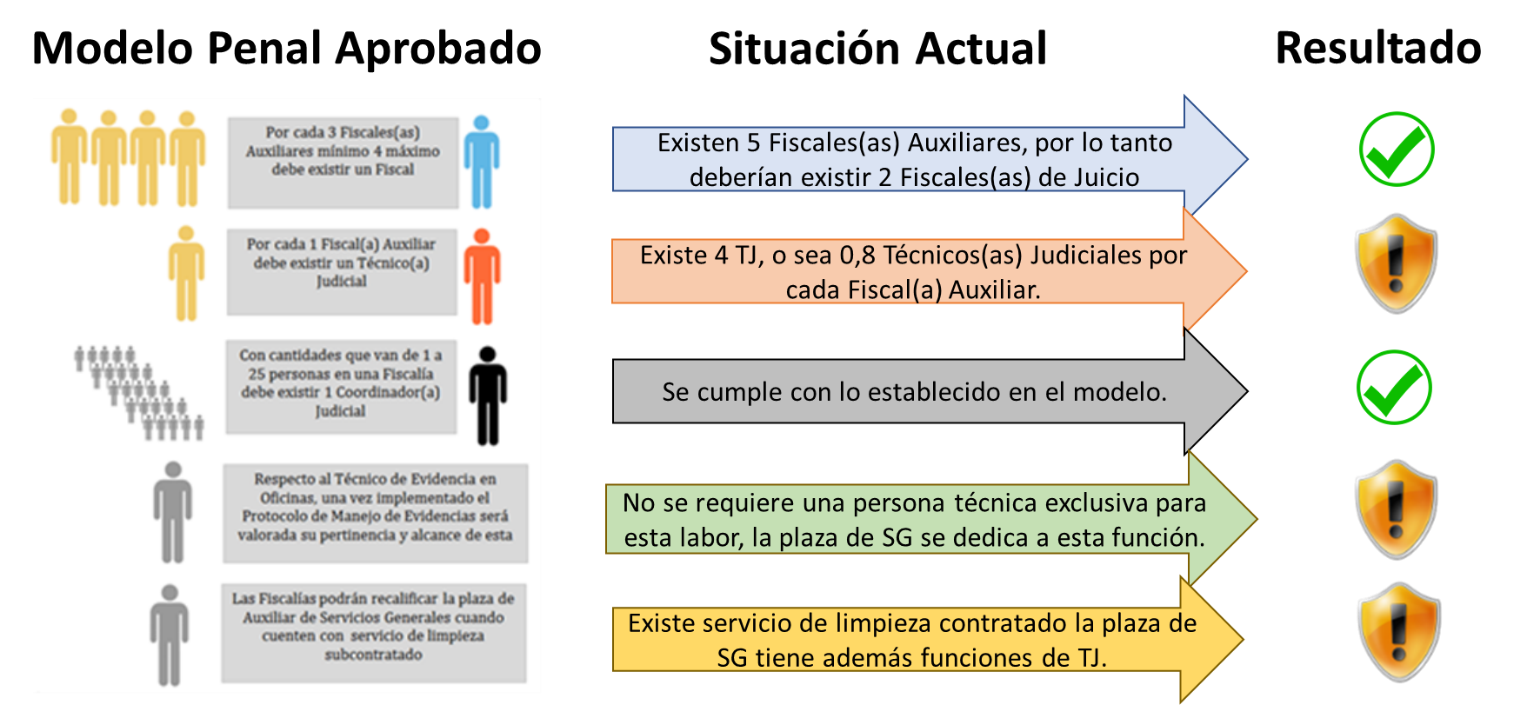 Modelo Penal Aprobado
Situación Actual
Resultado
Por cada 3 Fiscales(as)
Auxiliares mínimo 4 máximo
debe existir un Fiscal
Existen 5 Fiscales(as) Auxiliares, por lo tanto
deberían existir 2 Fiscales(as) de Juicio
Por cada 1 Fiscal(a) Auxiliar
debe existir un Técnico(a)
Judicial
Existe 4 TJ, o sea 0,8 Técnicos(as) Judiciales por
cada Fiscal(a) Auxiliar.
Con cantidades que van de 1 a
25 personas en una Fiscalía
debe existir 1 Coordinador(a)
Judicial
Se cumple con lo establecido en el modelo.
Respecto al Técnico de Evidencia en
Oficinas, una vez implementado el
Protocolo de Manejo de Evidencias será
valorada su pertinencia y alcance de esta
No se requiere una persona técnica exclusiva para
esta labor, la plaza de SG se dedica a esta función.
Las Fiscalías podrán recalificar la plaza de
Auxiliar de Servicios Generales cuando
cuenten con servicio de limpieza
subcontratado
Existe servicio de limpieza contratado la plaza de
SG tiene además funciones de TJ.